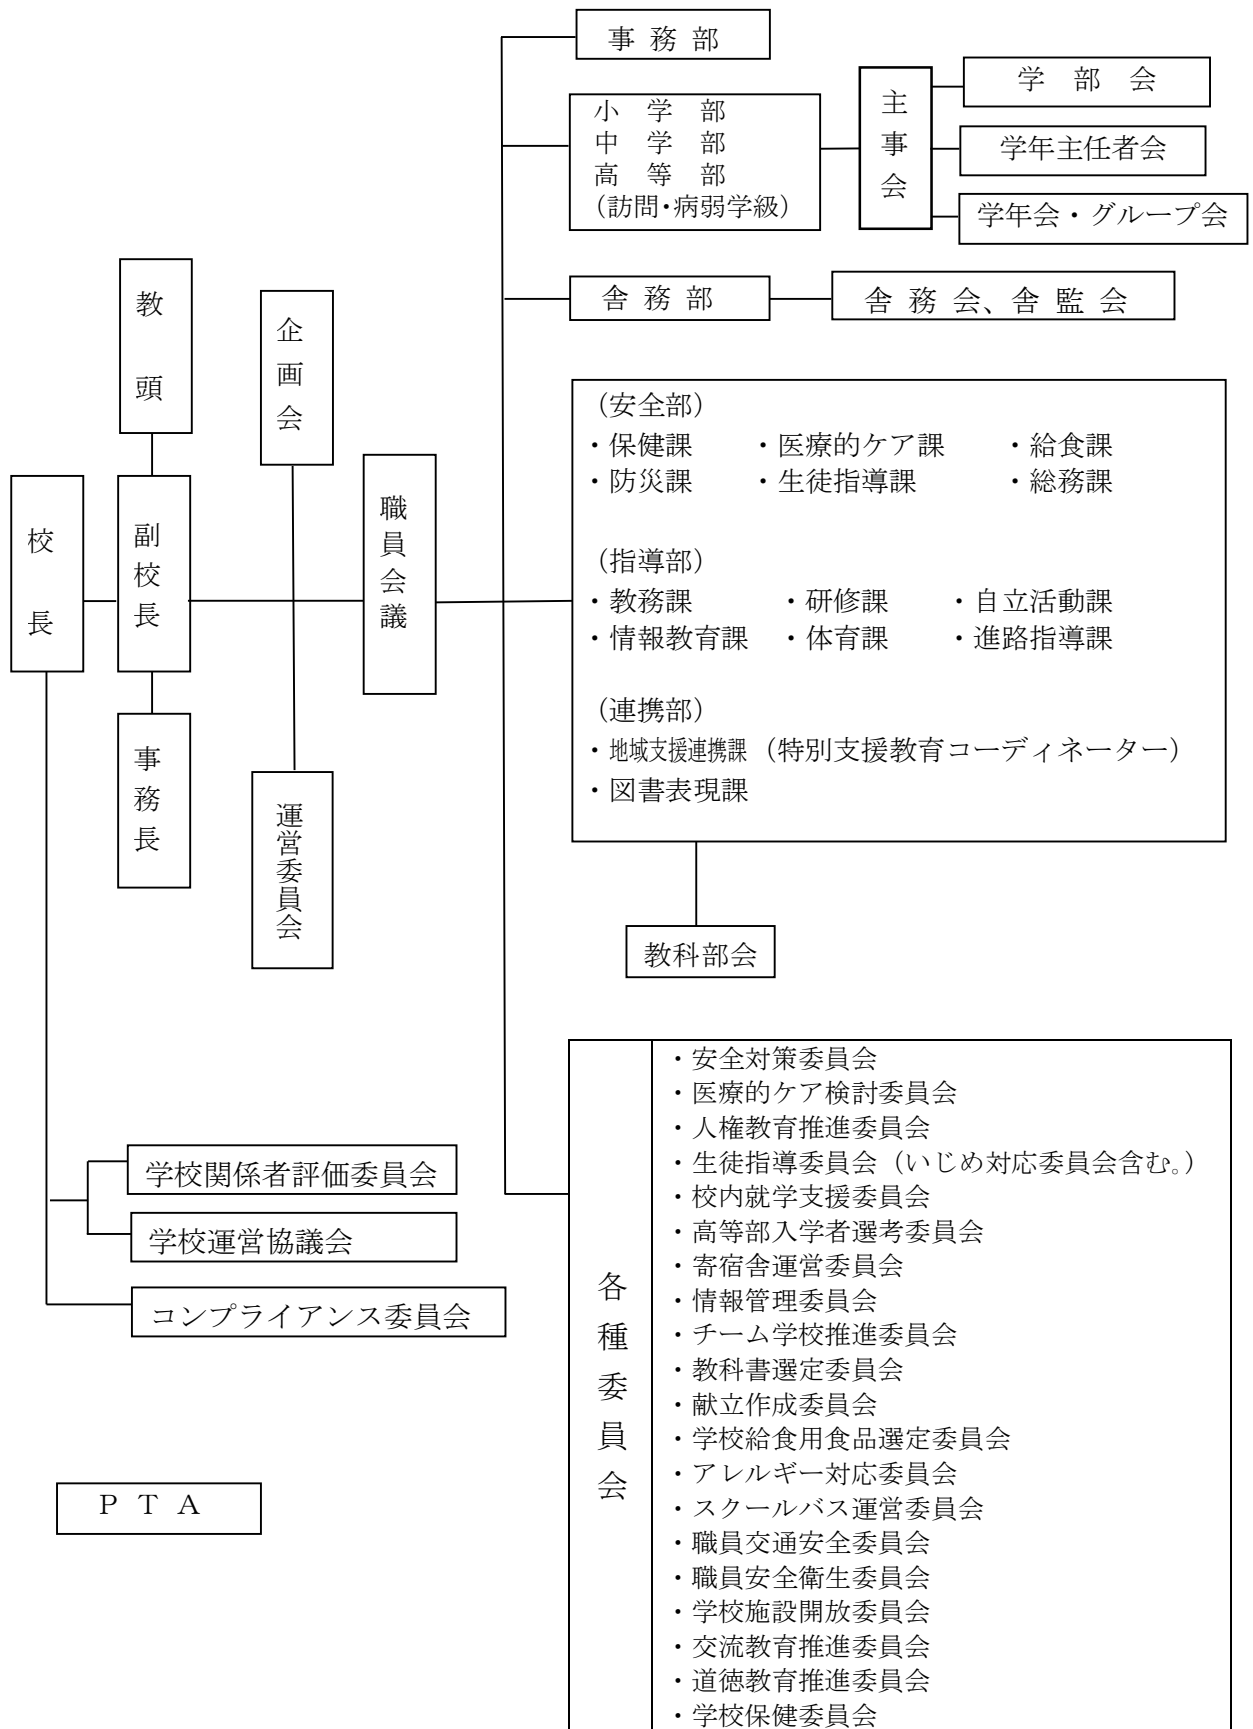 事 務 部
小 学 部
中 学 部
高 等 部
（訪問・病弱学級）
主事会
学 部 会
学年主任者会
学年会・グループ会
舎 務 部
舎 務 会、舎 監 会
教頭
企画会
校長
副校長
職員会議
事務長
運営委員会
（安全部）
・保健課 ・医療的ケア課 ・給食課
・防災課 ・生徒指導課 ・総務課
（指導部）
・教務課 ・研修課 ・自立活動課
・情報教育課 ・体育課 ・進路指導課
（連携部）
・地域支援連携課（特別支援教育コーディネーター）
・図書表現課
教科部会
学校関係者評価委員会
学校運営協議会
コンプライアンス委員会
ＰＴＡ
各種委員会
・安全対策委員会
・医療的ケア検討委員会
・人権教育推進委員会
・生徒指導委員会（いじめ対応委員会含む。）
・校内就学支援委員会
・高等部入学者選考委員会
・寄宿舎運営委員会
・情報管理委員会
・チーム学校推進委員会
・教科書選定委員会
・献立作成委員会
・学校給食用食品選定委員会
・アレルギー対応委員会
・スクールバス運営委員会
・職員交通安全委員会
・職員安全衛生委員会
・学校施設開放委員会
・交流教育推進委員会
・道徳教育推進委員会
・学校保健委員会